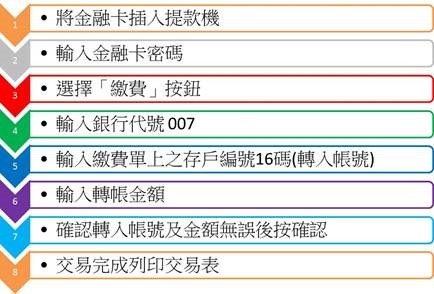 1 • 將金融卡插入提款機
2 • 輸入金融卡密碼
3 • 選擇「繳費」按鈕
4 • 輸入銀行代號 007
5 • 輸入繳費單上之存戶編號16碼(轉入帳號)
6 • 輸入轉帳金額
7 • 確認轉入帳號及金額無誤後按確認
8 • 交易完成列印交易表